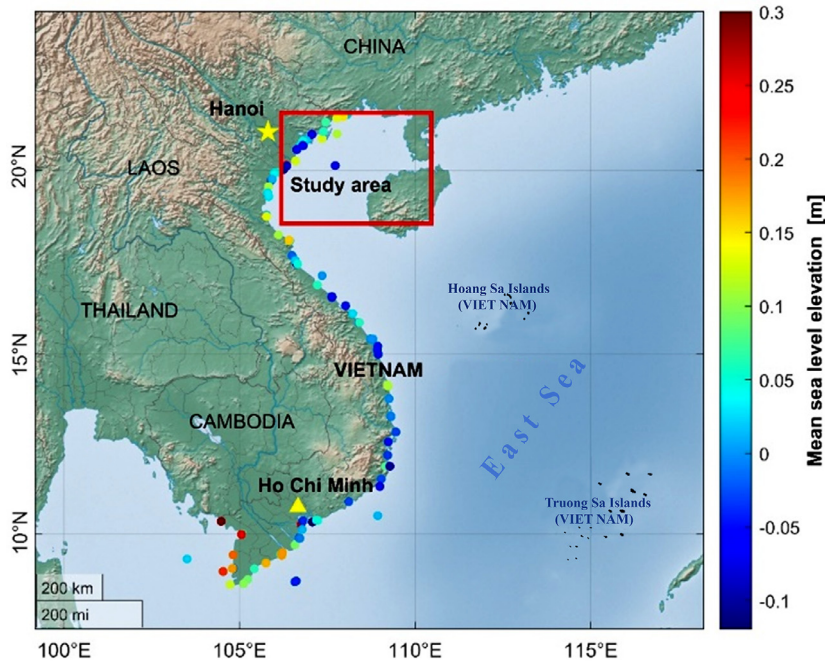 CHINA
Hanoi
LAOS
Study area
THAILAND
Hoang Sa Islands
(VIET NAM)
VIETNAM
CAMBODIA
East Sea
Ho Chi Minh
Truong Sa Islands
(VIET NAM)
200 km
200 mi
20°N
15°N
10°N
100°E
105°E
110°E
115°E
0.3
0.25
0.2
0.15
0.1
0.05
0
-0.05
-0.1
Mean sea level elevation [m]